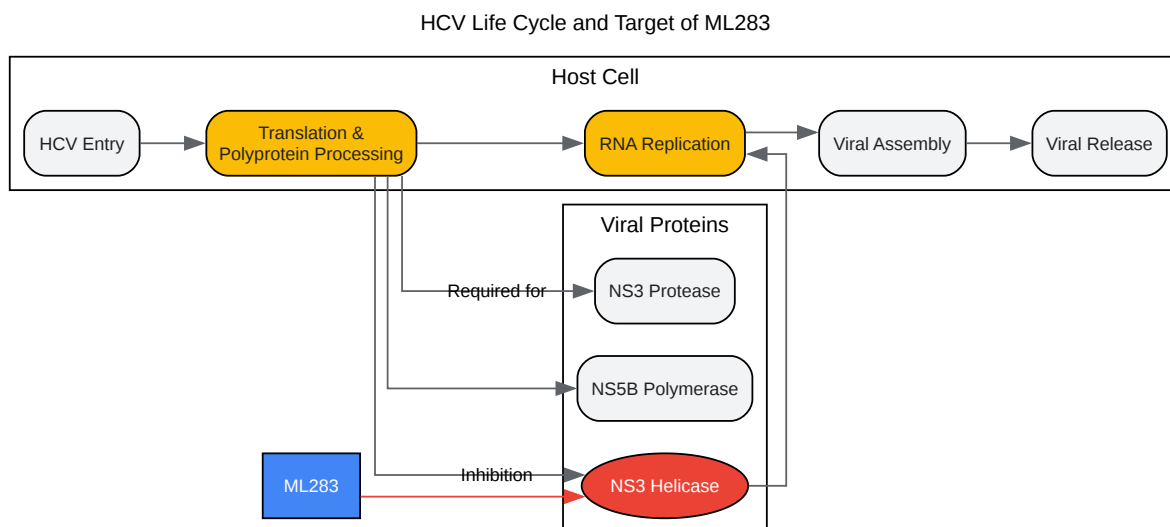 HCV Life Cycle and Target of ML283
Host Cell
HCV Entry
Translation &
Polyprotein Processing
RNA Replication
Viral Assembly
Viral Release
Viral Proteins
Required for
NS3 Protease
NS5B Polymerase
Inhibition
ML283
NS3 Helicase